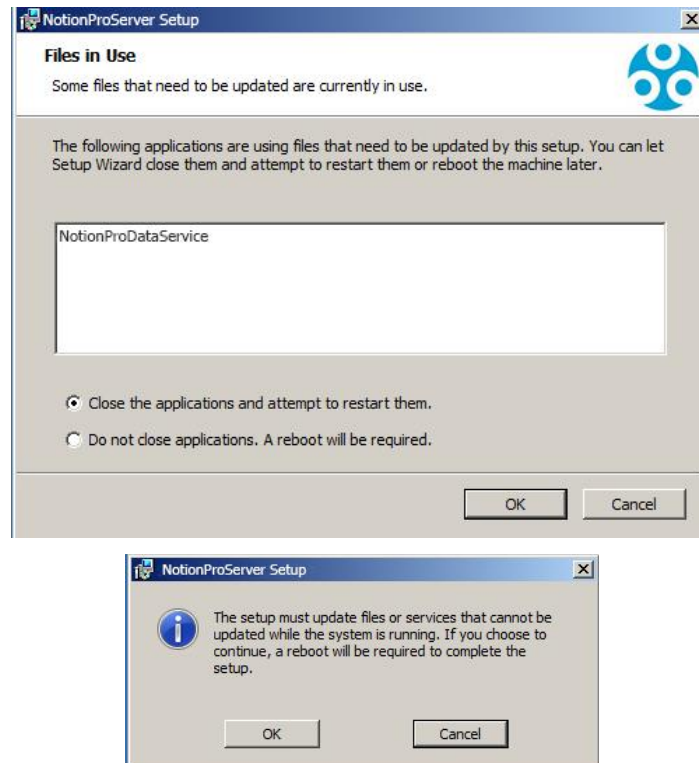 NotionProServer Setup
Files in Use
Some files that need to be updated are currently in use.
The following applications are using files that need to be updated by this setup. You can let
Setup Wizard close them and attempt to restart them or reboot the machine later.
NotionProDataService
Close the applications and attempt to restart them.
Do not close applications. A reboot will be required.
OK Cancel
NotionProServer Setup
The setup must update files or services that cannot be
updated while the system is running. If you choose to
continue, a reboot will be required to complete the
setup.
OK Cancel